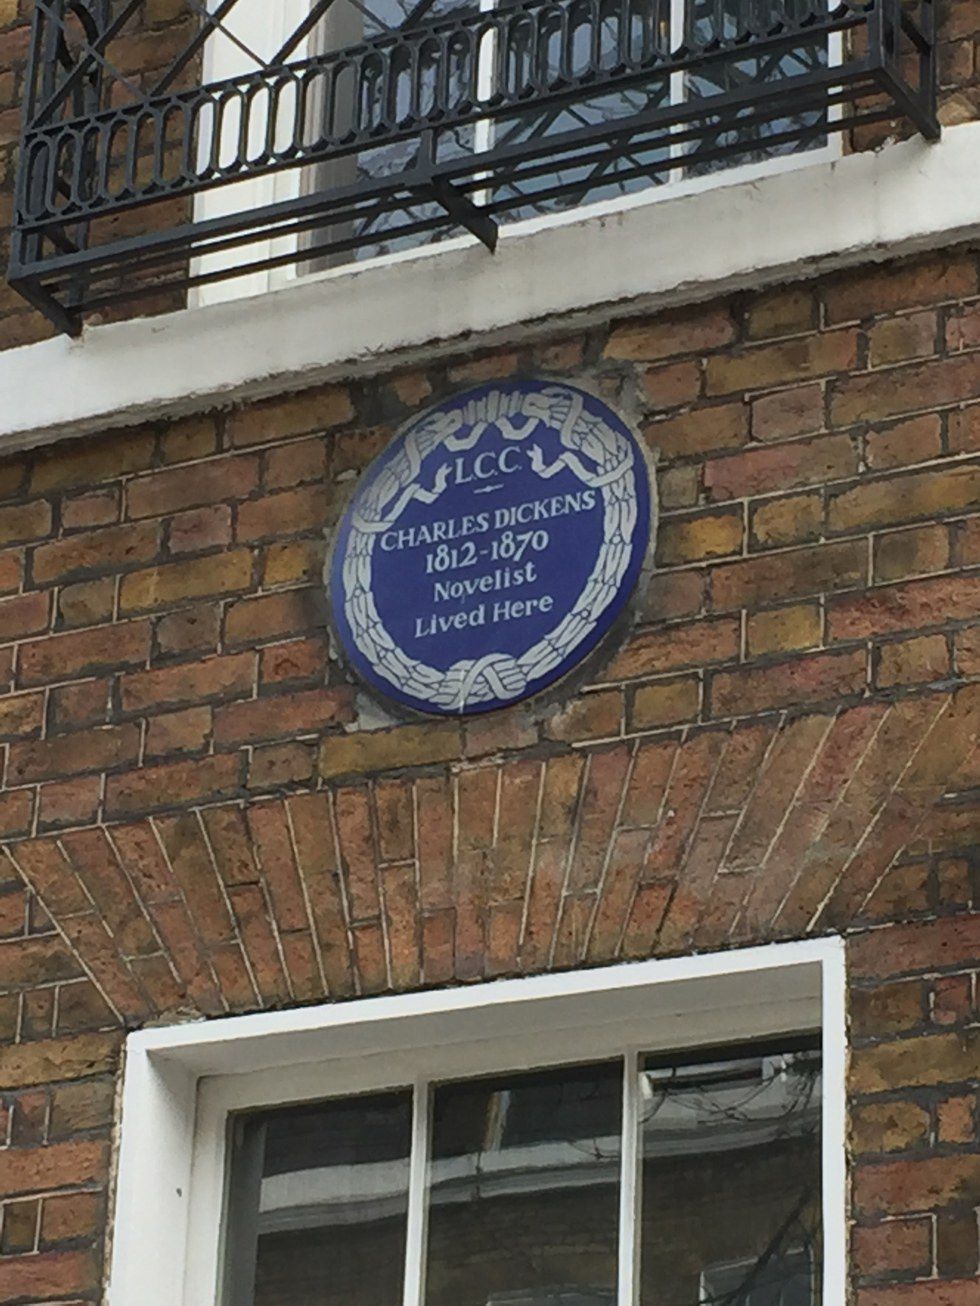 L.C.C.
CHARLES DICKENS
1812-1870
Novelist
Lived Here